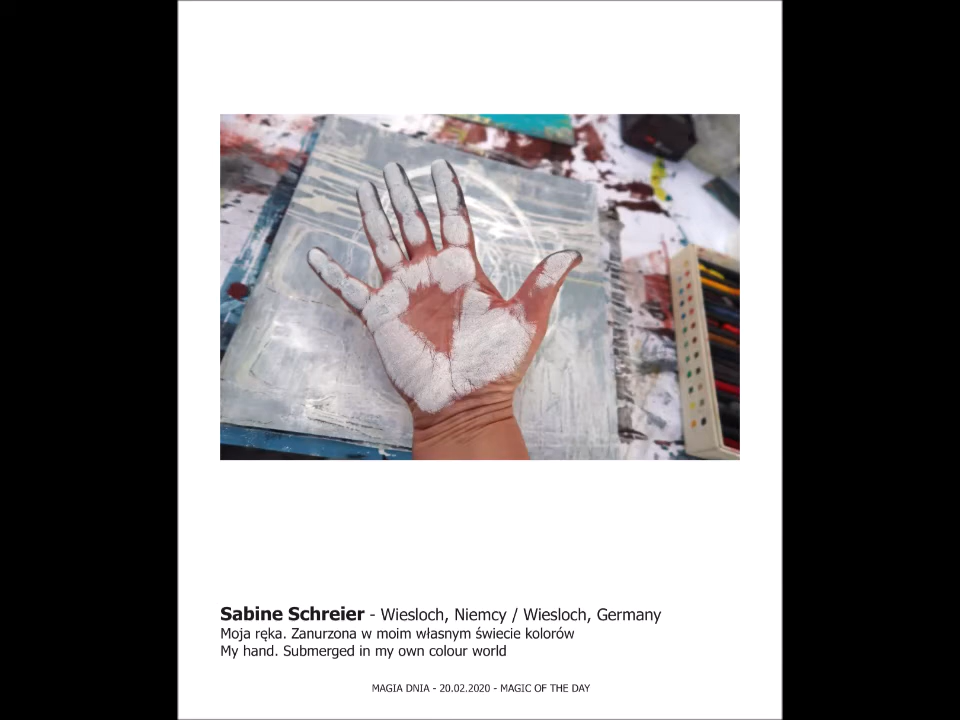 Sabine Schreier - Wiesloch, Niemcy / Wiesloch, Germany
Moja ręka. Zanurzona w moim własnym świecie kolorów
My hand. Submerged in my own colour world
MAGIA DNIA - 20.02.2020 - MAGIC OF THE DAY